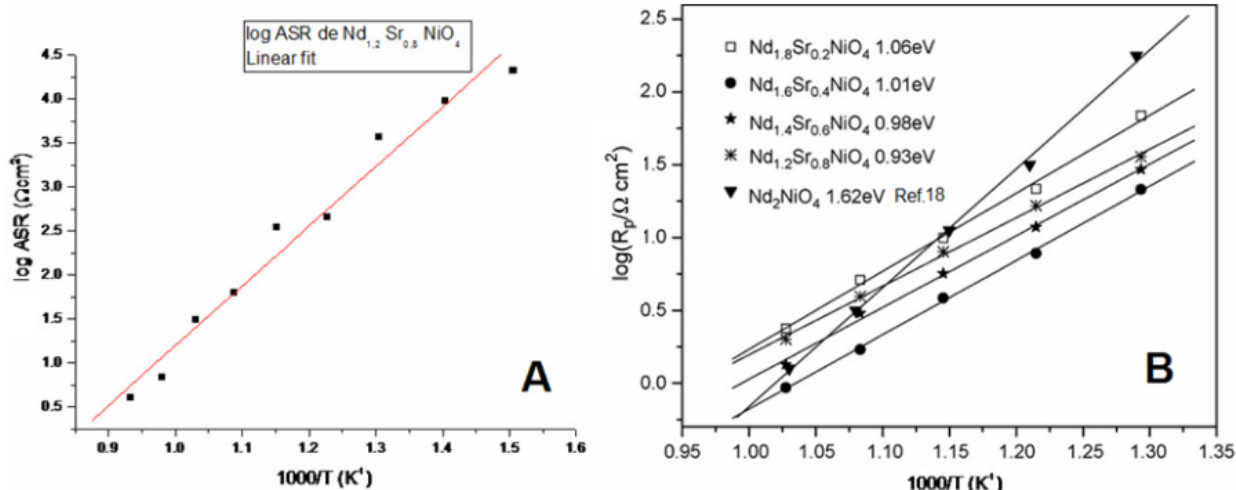 log ASR de Nd1,2 Sr0,8 NiO4
Linear fit
log ASR (Ωcm²)
4.5
4.0
3.5
3.0
2.5
2.0
1.5
1.0
0.5
0.9 1.0 1.1 1.2 1.3 1.4 1.5 1.6
1000/T (K⁻¹)
A
log(Rp/Ω cm²)
2.5
2.0
1.5
1.0
0.5
0.0
Nd1.8Sr0.2NiO4 1.06eV
Nd1.6Sr0.4NiO4 1.01eV
Nd1.4Sr0.6NiO4 0.98eV
Nd1.2Sr0.8NiO4 0.93eV
Nd2NiO4 1.62eV Ref.18
0.95 1.00 1.05 1.10 1.15 1.20 1.25 1.30 1.35
1000/T (K⁻¹)
B